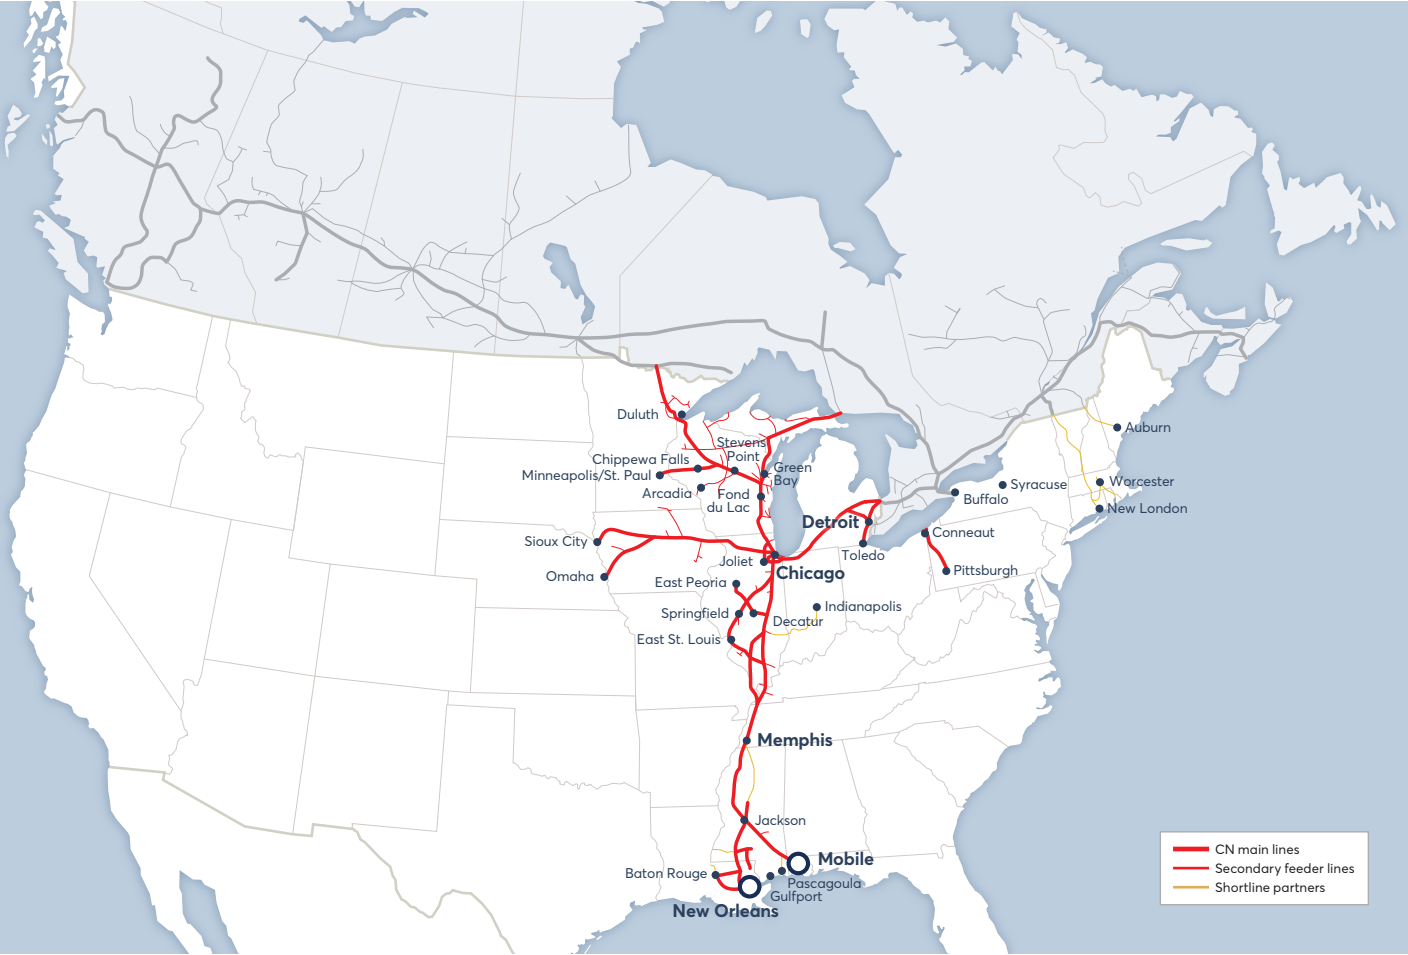 Duluth
Stevens
Point
Chippewa Falls
Minneapolis/St. Paul
Green
Bay
Arcadia
Fond
du Lac
Auburn
Worcester
Syracuse
Buffalo
New London
Detroit
Conneaut
Sioux City
Toledo
Joliet
Chicago
Pittsburgh
Omaha
East Peoria
Springfield
Indianapolis
Decatur
East St. Louis
Memphis
Jackson
CN main lines
Secondary feeder lines
Shortline partners
Mobile
Baton Rouge
Pascagoula
Gulfport
New Orleans